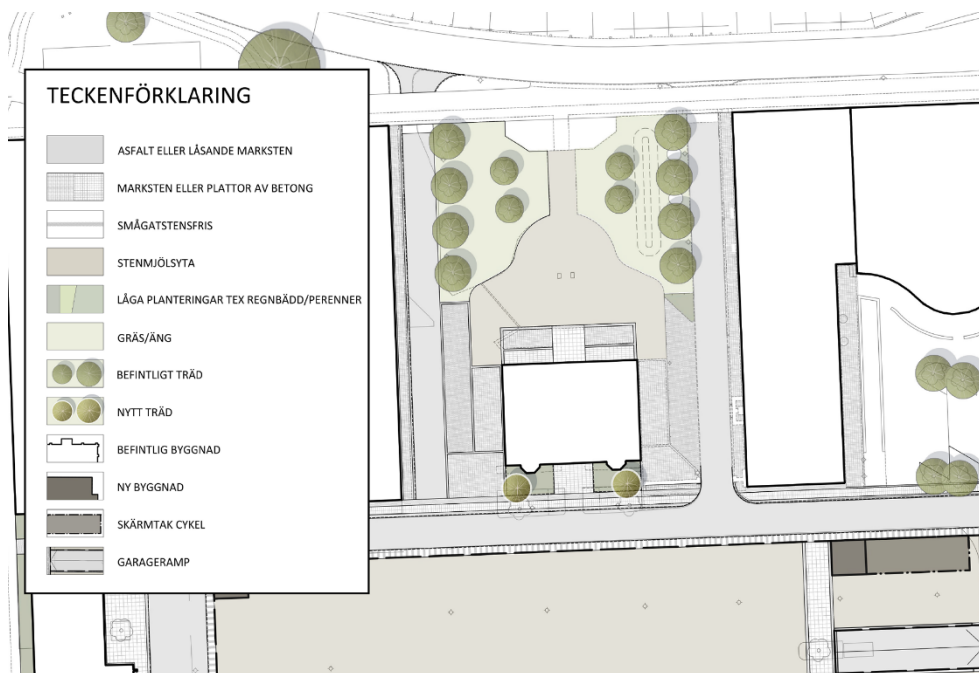 TECKENFÖRKLARING
ASFALT ELLER LÅSANDE MARKSTEN
MARKSTEN ELLER PLATTOR AV BETONG
SMÅGATSTENSFRIS
STENMJÖLSYTA
LÅGA PLANTERINGAR TEX REGNBÄDD/PERENNER
GRÄS/ÄNG
BEFINTLIGT TRÄD
NYTT TRÄD
BEFINTLIG BYGGNAD
NY BYGGNAD
SKÄRMTAK CYKEL
GARAGERAMP